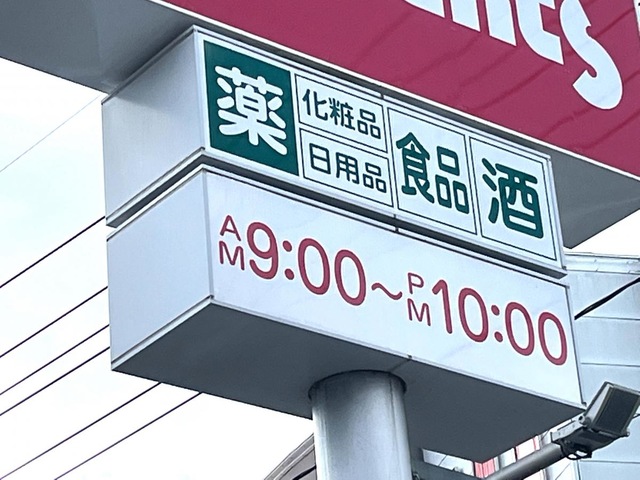 薬
化粧品
日用品
食品
酒
AM9:00～PM10:00